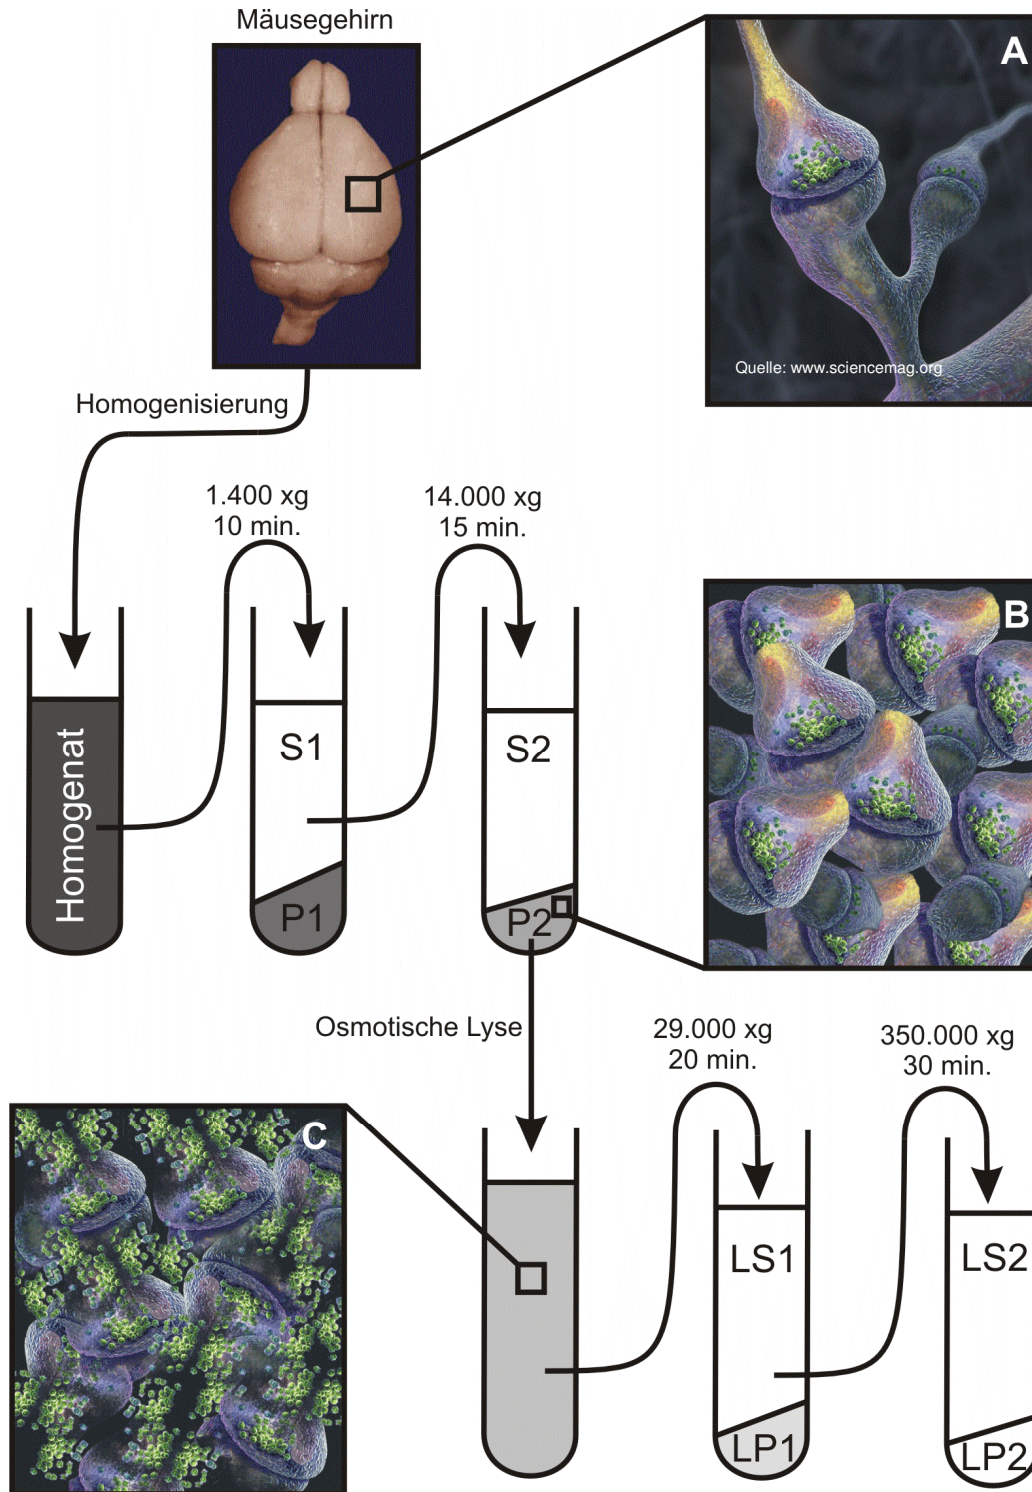 Mäusegehirn
A
Quelle: www.sciencemag.org
Homogenisierung
1.400 xg
10 min.
14.000 xg
15 min.
B
Homogenat
S1
S2
P1
P2
Osmotische Lyse
29.000 xg
20 min.
350.000 xg
30 min.
C
LS1
LS2
LP1
LP2